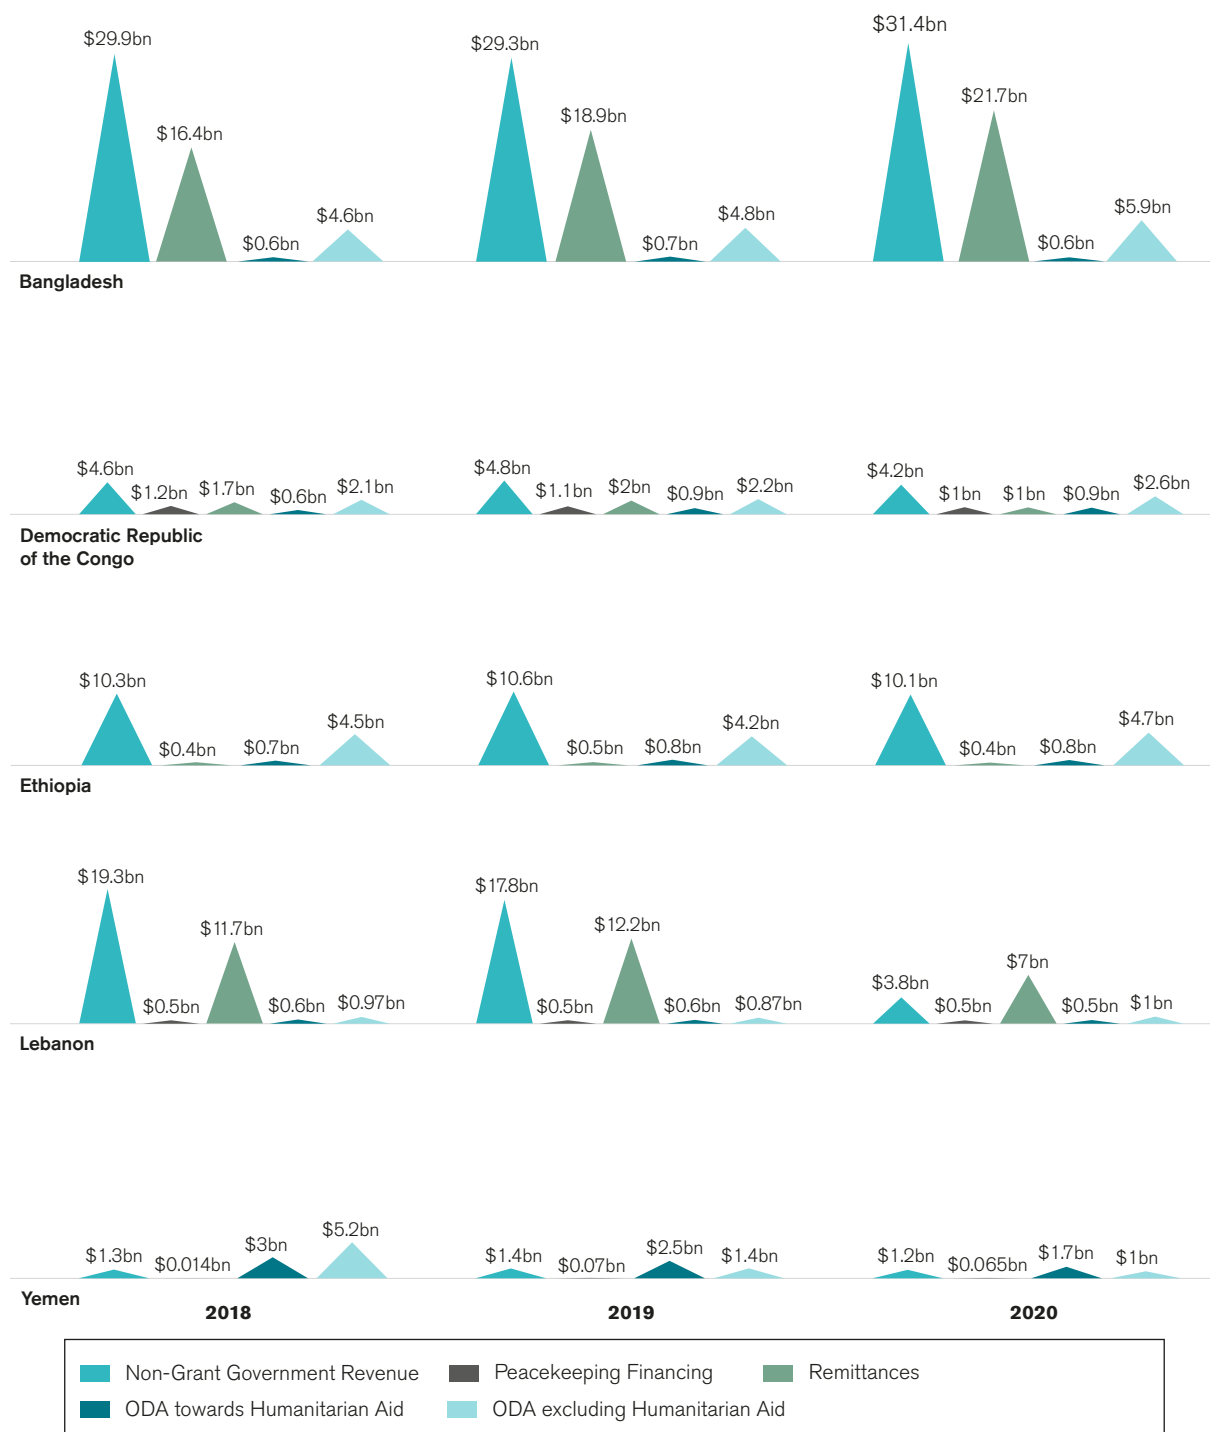 $29.9bn
$16.4bn
$0.6bn
$4.6bn
$29.3bn
$18.9bn
$0.7bn
$4.8bn
$31.4bn
$21.7bn
$0.6bn
$5.9bn
Bangladesh
$4.6bn
$1.2bn
$1.7bn
$0.6bn
$2.1bn
$4.8bn
$1.1bn
$2bn
$0.9bn
$2.2bn
$4.2bn
$1bn
$1bn
$0.9bn
$2.6bn
Democratic Republic
of the Congo
$10.3bn
$0.4bn
$0.7bn
$4.5bn
$10.6bn
$0.5bn
$0.8bn
$4.2bn
$10.1bn
$0.4bn
$0.8bn
$4.7bn
Ethiopia
$19.3bn
$0.5bn
$11.7bn
$0.6bn
$0.97bn
$17.8bn
$0.5bn
$12.2bn
$0.6bn
$0.87bn
$3.8bn
$0.5bn
$7bn
$0.5bn
$1bn
Lebanon
$1.3bn
$0.014bn
$3bn
$5.2bn
$1.4bn
$0.07bn
$2.5bn
$1.4bn
$1.2bn
$0.065bn
$1.7bn
$1bn
Yemen
2018
2019
2020
Non-Grant Government Revenue
Peacekeeping Financing
Remittances
ODA towards Humanitarian Aid
ODA excluding Humanitarian Aid